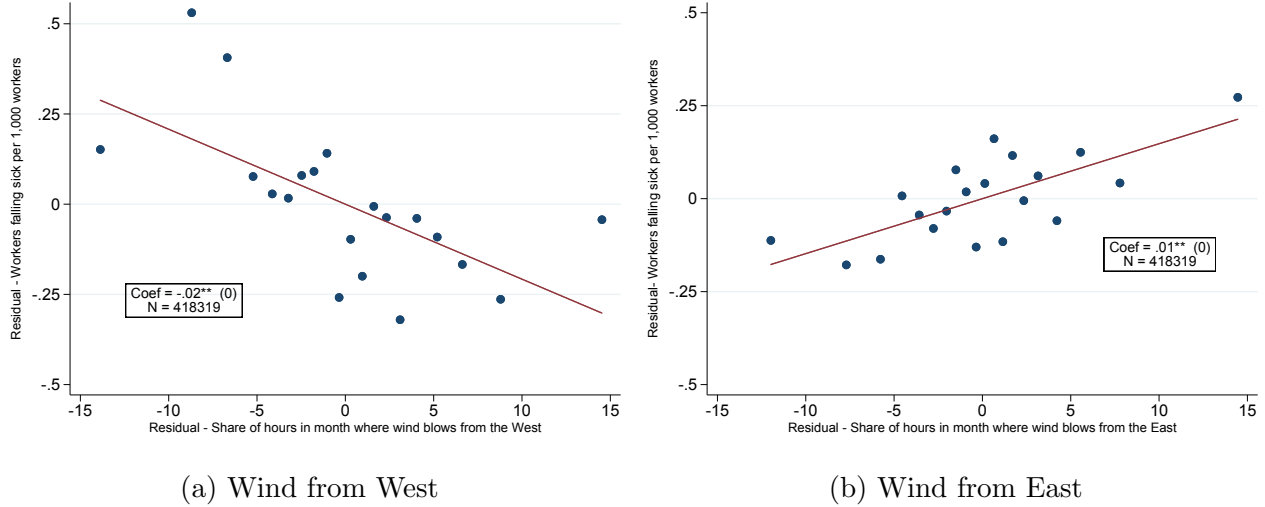 Residual - Workers falling sick per 1,000 workers
.5
.25
0
-.25
-.5
Coef = -.02** (0)
N = 418319
-15
-10
-5
0
5
10
15
Residual - Share of hours in month where wind blows from the West
(a) Wind from West
Residual- Workers falling sick per 1,000 workers
.5
.25
0
-.25
-.5
Coef = .01** (0)
N = 418319
-15
-10
-5
0
5
10
15
Residual - Share of hours in month where wind blows from the East
(b) Wind from East